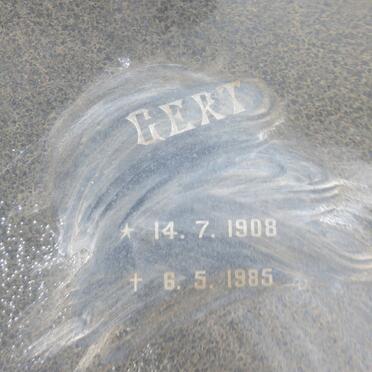 GERT
* 14. 7. 1908
† 6. 5. 1985